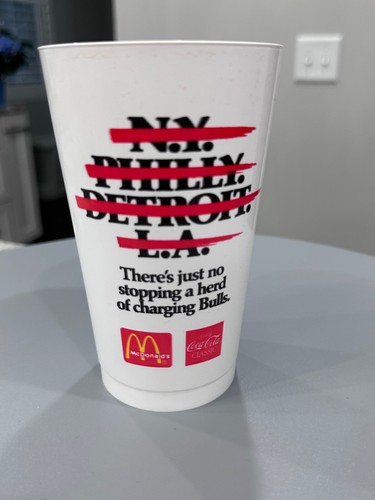 N.Y.
PHILLY.
DETROIT.
L.A.
There's just no
stopping a herd
of charging Bulls.
McDonald's
Coca-Cola
CLASSIC